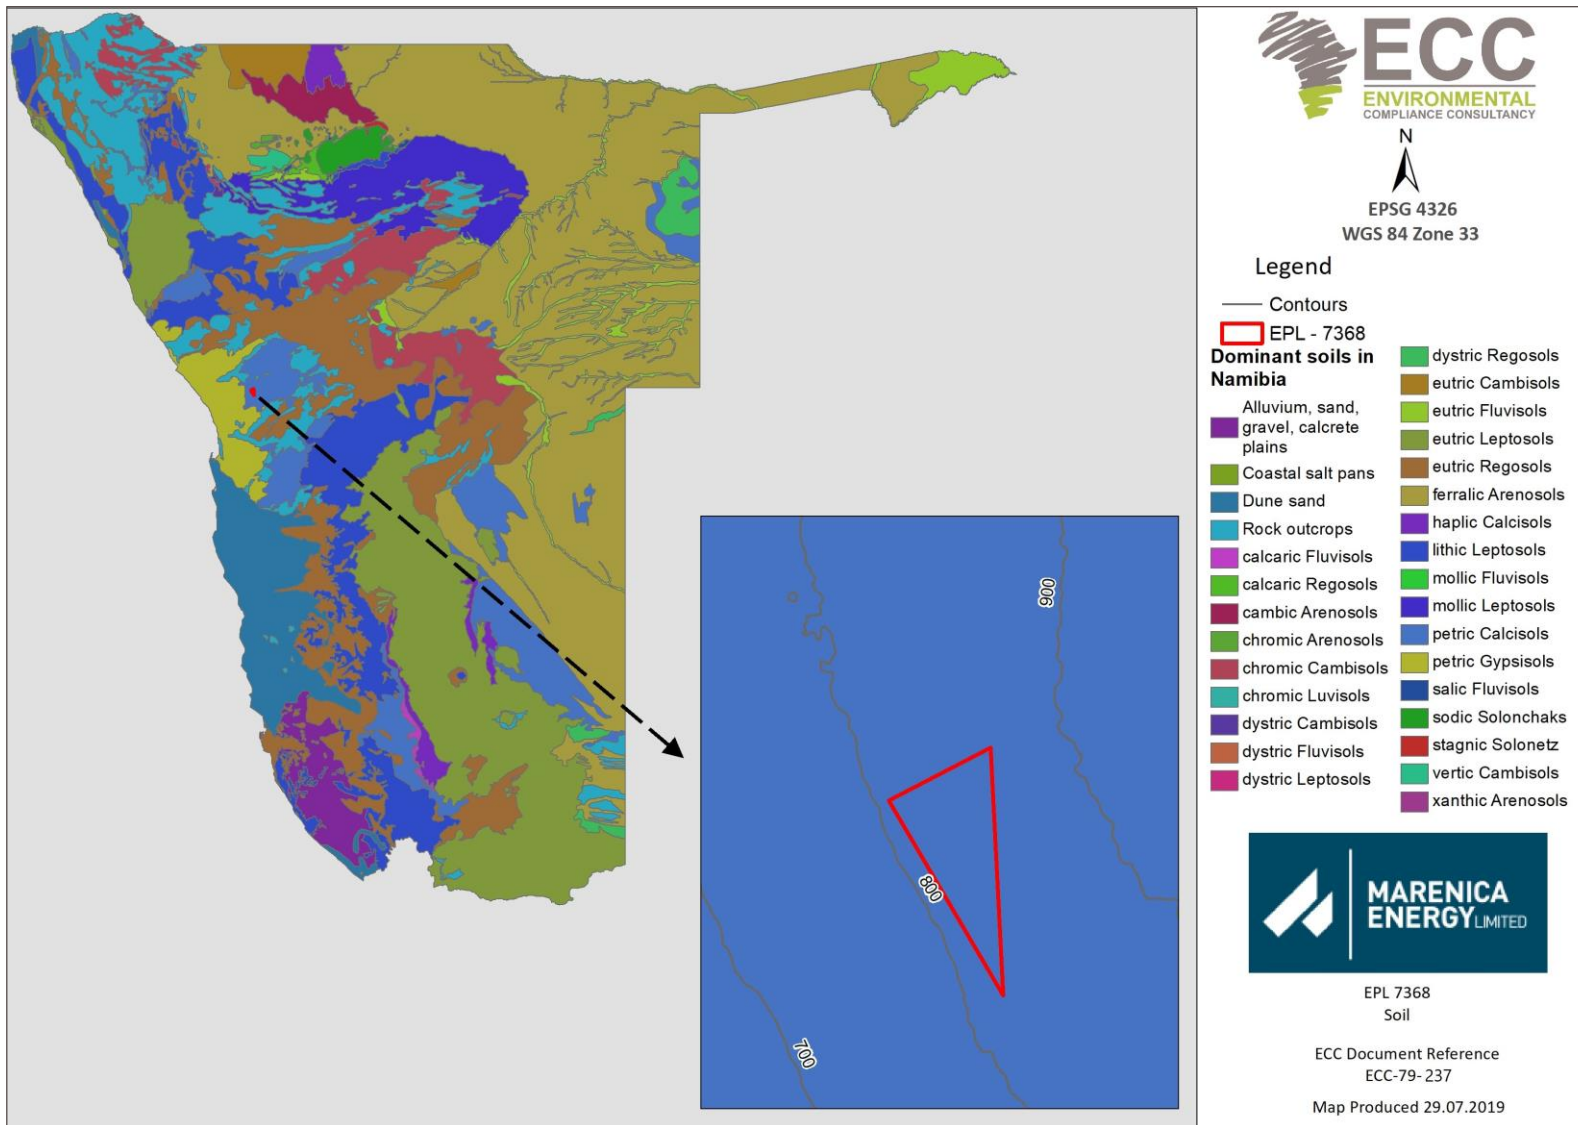 ECC
ENVIRONMENTAL
COMPLIANCE CONSULTANCY
N
EPSG 4326
WGS 84 Zone 33
Legend
Contours
EPL - 7368
Dominant soils in
Namibia
Alluvium, sand,
gravel, calcrete
plains
Coastal salt pans
Dune sand
Rock outcrops
calcaric Fluvisols
calcaric Regosols
cambic Arenosols
chromic Arenosols
chromic Cambisols
chromic Luvisols
dystric Cambisols
dystric Fluvisols
dystric Leptosols
dystric Regosols
eutric Cambisols
eutric Fluvisols
eutric Leptosols
eutric Regosols
ferralic Arenosols
haplic Calcisols
lithic Leptosols
mollic Fluvisols
mollic Leptosols
petric Calcisols
petric Gypsisols
salic Fluvisols
sodic Solonchaks
stagnic Solonetz
vertic Cambisols
xanthic Arenosols
900
800
700
MARENICA
ENERGY LIMITED
EPL 7368
Soil
ECC Document Reference
ECC-79- 237
Map Produced 29.07.2019